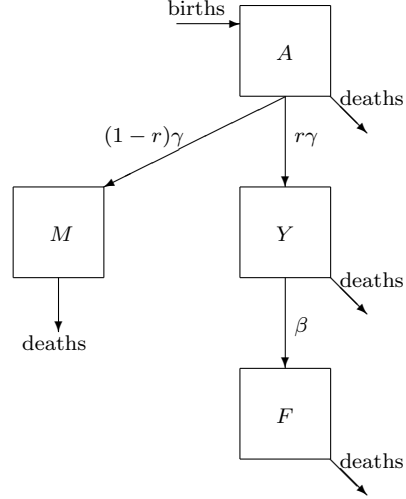 births
A
deaths
(1 − r)γ
rγ
M
Y
deaths
deaths
β
F
deaths